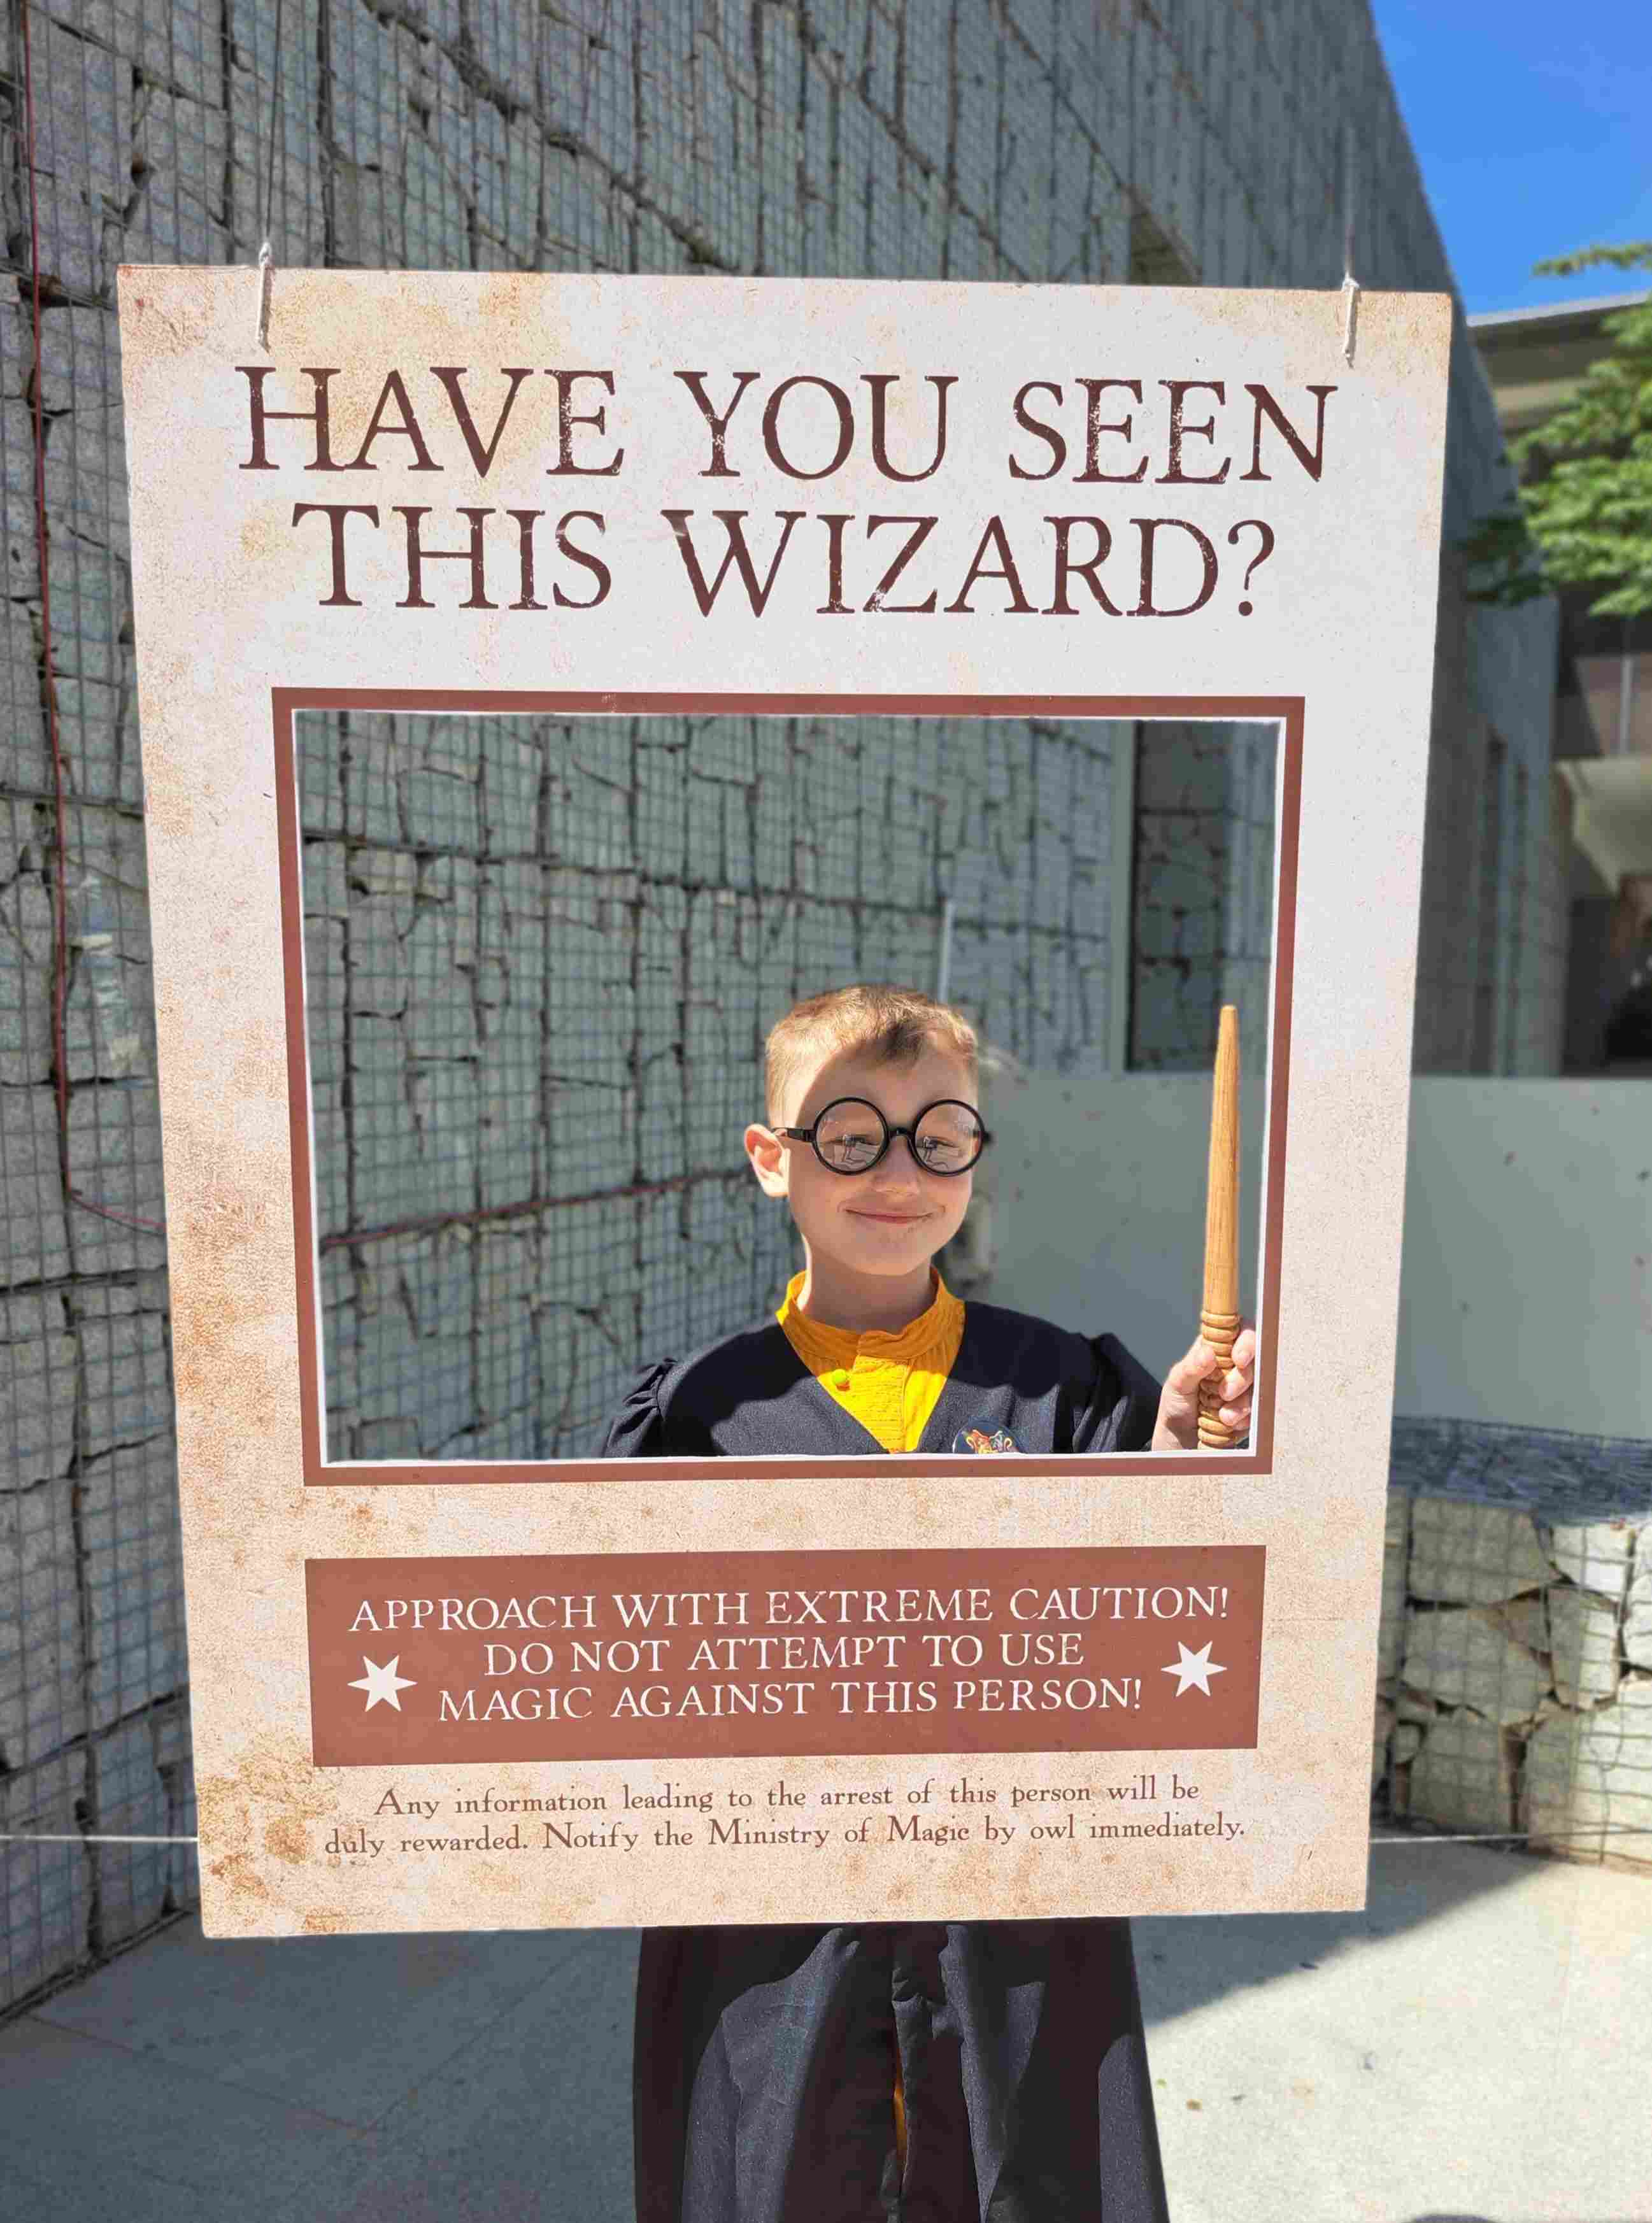 HAVE YOU SEEN
THIS WIZARD?
APPROACH WITH EXTREME CAUTION!
DO NOT ATTEMPT TO USE
MAGIC AGAINST THIS PERSON!
Any information leading to the arrest of this person will be
duly rewarded. Notify the Ministry of Magic by owl immediately.